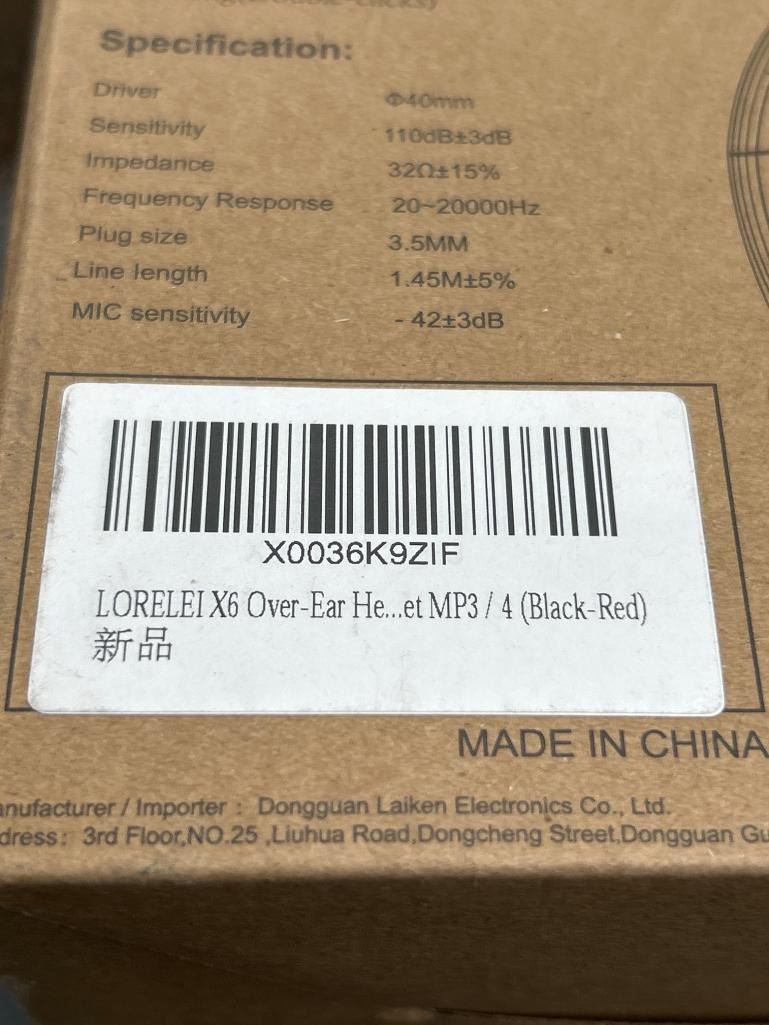 Specification:
Driver Φ40mm
Sensitivity 110dB±3dB
Impedance 32Ω±15%
Frequency Response 20~20000Hz
Plug size 3.5MM
Line length 1.45M±5%
MIC sensitivity - 42±3dB
X0036K9ZIF
LORELEI X6 Over-Ear He...et MP3 / 4 (Black-Red)
新品
MADE IN CHINA
anufacturer / Importer : Dongguan Laiken Electronics Co., Ltd.
dress: 3rd Floor,NO.25 ,Liuhua Road,Dongcheng Street,Dongguan Gu